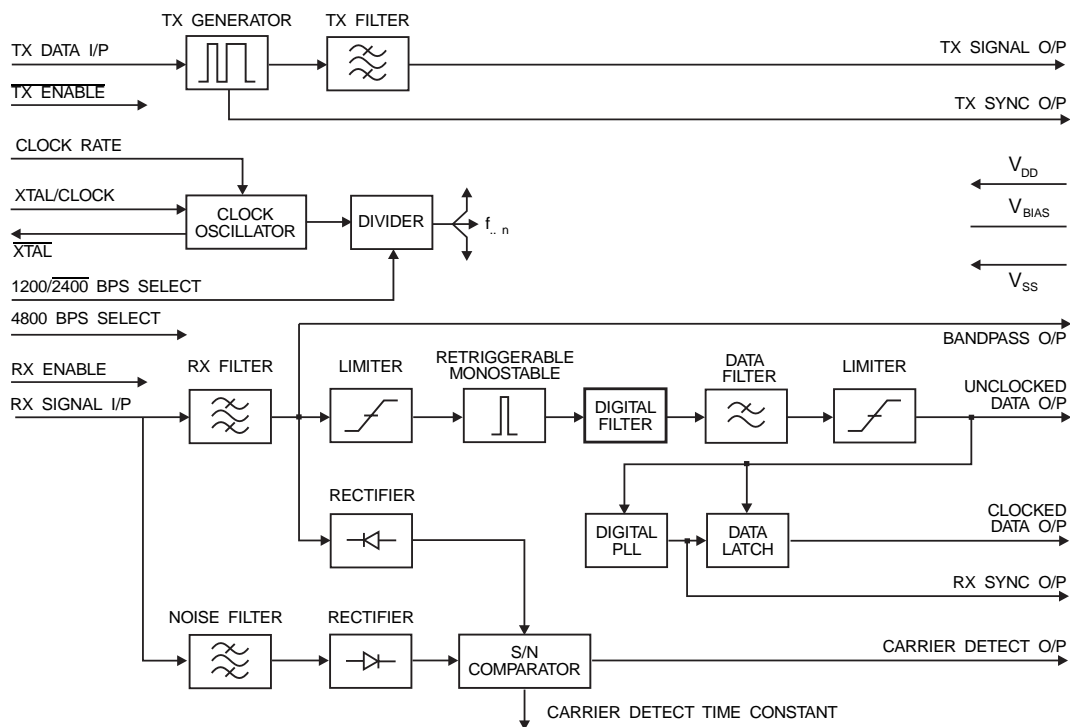 TX GENERATOR
TX FILTER
TX DATA I/P
TX SIGNAL O/P
TX ENABLE
TX SYNC O/P
CLOCK RATE
XTAL/CLOCK
CLOCK
OSCILLATOR
DIVIDER
f.. n
XTAL
1200/2400 BPS SELECT
VDD
VBIAS
VSS
4800 BPS SELECT
BANDPASS O/P
RX ENABLE
RX SIGNAL I/P
RX FILTER
LIMITER
RETRIGGERABLE
MONOSTABLE
DIGITAL
FILTER
DATA
FILTER
LIMITER
UNCLOCKED
DATA O/P
RECTIFIER
DIGITAL
PLL
DATA
LATCH
CLOCKED
DATA O/P
RX SYNC O/P
NOISE FILTER
RECTIFIER
S/N
COMPARATOR
CARRIER DETECT O/P
CARRIER DETECT TIME CONSTANT